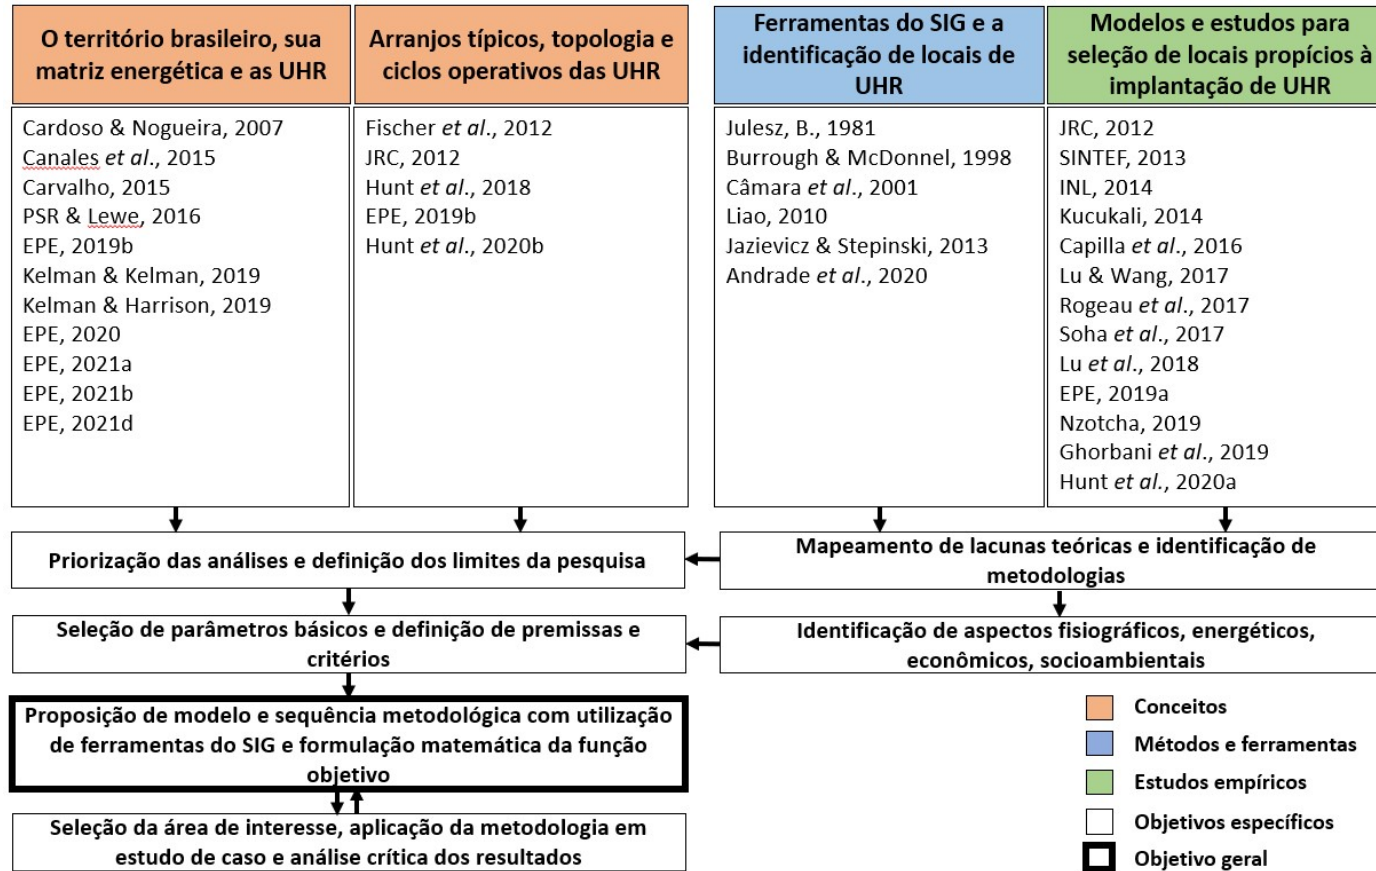 O território brasileiro, sua
matriz energética e as UHR
Cardoso & Nogueira, 2007
Canales et al., 2015
Carvalho, 2015
PSR & Lewe, 2016
EPE, 2019b
Kelman & Kelman, 2019
Kelman & Harrison, 2019
EPE, 2020
EPE, 2021a
EPE, 2021b
EPE, 2021d
Arranjos típicos, topologia e
ciclos operativos das UHR
Fischer et al., 2012
JRC, 2012
Hunt et al., 2018
EPE, 2019b
Hunt et al., 2020b
Ferramentas do SIG e a
identificação de locais de
UHR
Julesz, B., 1981
Burrough & McDonnel, 1998
Câmara et al., 2001
Liao, 2010
Jazievicz & Stepinski, 2013
Andrade et al., 2020
Modelos e estudos para
seleção de locais propícios à
implantação de UHR
JRC, 2012
SINTEF, 2013
INL, 2014
Kucukali, 2014
Capilla et al., 2016
Lu & Wang, 2017
Rogeau et al., 2017
Soha et al., 2017
Lu et al., 2018
EPE, 2019a
Nzotcha, 2019
Ghorbani et al., 2019
Hunt et al., 2020a
Priorização das análises e definição dos limites da pesquisa
Mapeamento de lacunas teóricas e identificação de
metodologias
Seleção de parâmetros básicos e definição de premissas e
critérios
Identificação de aspectos fisiográficos, energéticos,
econômicos, socioambientais
Proposição de modelo e sequência metodológica com utilização
de ferramentas do SIG e formulação matemática da função
objetivo
Seleção da área de interesse, aplicação da metodologia em
estudo de caso e análise crítica dos resultados
Conceitos
Métodos e ferramentas
Estudos empíricos
Objetivos específicos
Objetivo geral